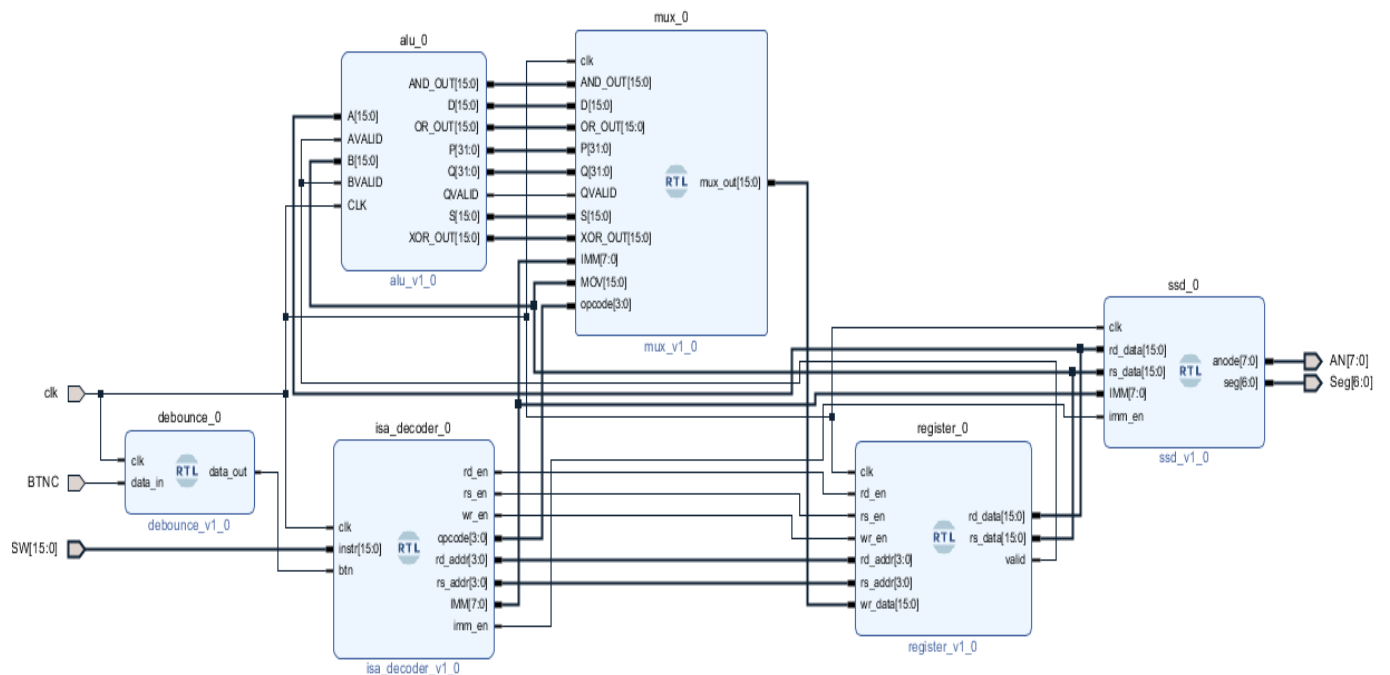 mux_0
clk
AND_OUT[15:0]
D[15:0]
OR_OUT[15:0]
P[31:0]
Q[31:0]
QVALID
S[15:0]
XOR_OUT[15:0]
IMM[7:0]
MOV[15:0]
opcode[3:0]
RTL
mux_out[15:0]
mux_v1_0
alu_0
A[15:0]
AVALID
B[15:0]
BVALID
CLK
AND_OUT[15:0]
D[15:0]
OR_OUT[15:0]
P[31:0]
Q[31:0]
QVALID
S[15:0]
XOR_OUT[15:0]
alu_v1_0
ssd_0
clk
rd_data[15:0]
rs_data[15:0]
IMM[7:0]
imm_en
RTL
anode[7:0]
seg[6:0]
ssd_v1_0
AN[7:0]
Seg[6:0]
clk
BTNC
SW[15:0]
debounce_0
clk
data_in
RTL
data_out
debounce_v1_0
isa_decoder_0
clk
instr[15:0]
btn
RTL
rd_en
rs_en
wr_en
opcode[3:0]
rd_addr[3:0]
rs_addr[3:0]
IMM[7:0]
imm_en
isa_decoder_v1_0
register_0
clk
rd_en
rs_en
wr_en
rd_addr[3:0]
rs_addr[3:0]
wr_data[15:0]
RTL
rd_data[15:0]
rs_data[15:0]
valid
register_v1_0